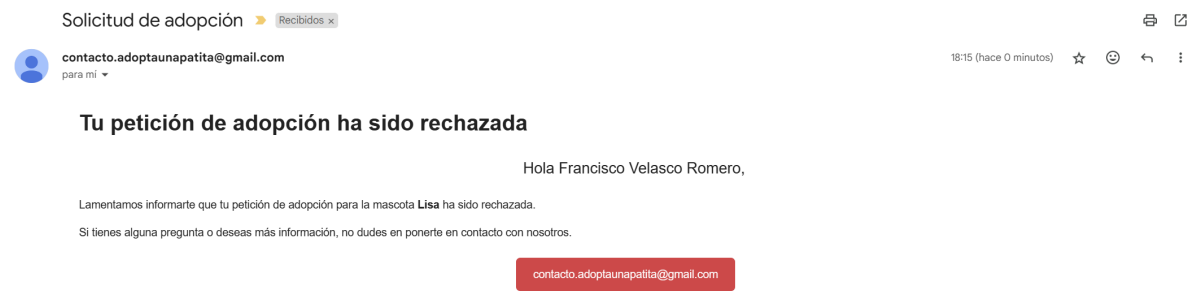 Solicitud de adopción Recibidos x
contacto.adoptaunapatita@gmail.com 18:15 (hace 0 minutos)
para mí
Tu petición de adopción ha sido rechazada
Hola Francisco Velasco Romero,
Lamentamos informarte que tu petición de adopción para la mascota Lisa ha sido rechazada.
Si tienes alguna pregunta o deseas más información, no dudes en ponerte en contacto con nosotros.
contacto.adoptaunapatita@gmail.com